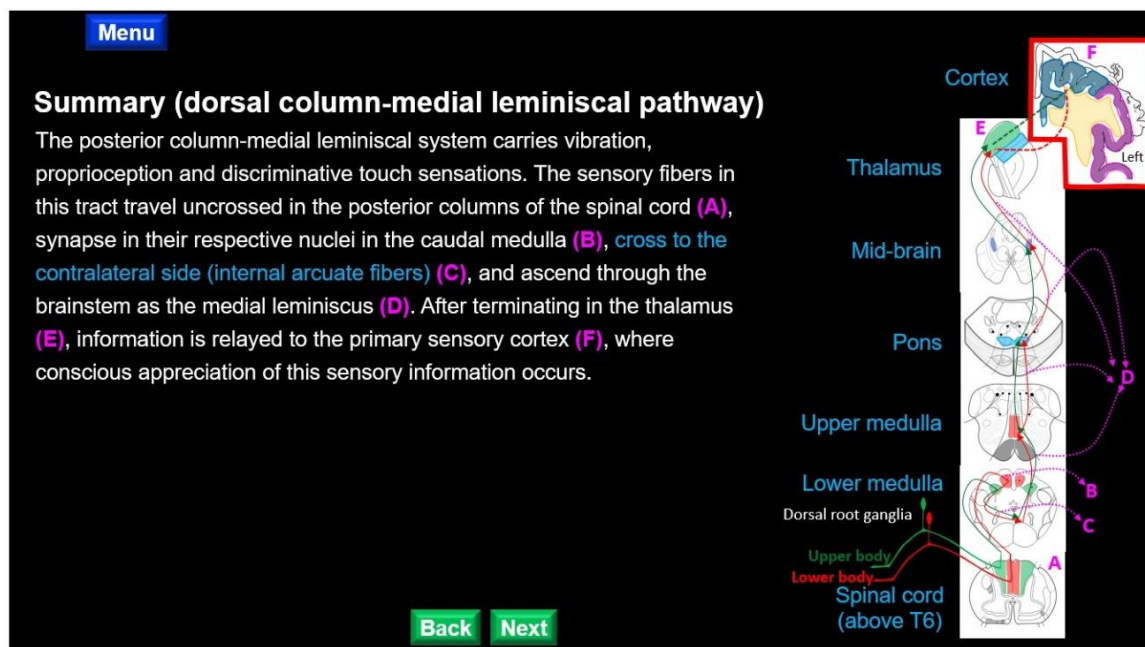 Menu
Summary (dorsal column-medial leminiscal pathway)
The posterior column-medial leminiscal system carries vibration,
proprioception and discriminative touch sensations. The sensory fibers in
this tract travel uncrossed in the posterior columns of the spinal cord (A),
synapse in their respective nuclei in the caudal medulla (B), cross to the
contralateral side (internal arcuate fibers) (C), and ascend through the
brainstem as the medial leminiscus (D). After terminating in the thalamus
(E), information is relayed to the primary sensory cortex (F), where
conscious appreciation of this sensory information occurs.
Back
Next
F
Cortex
Left
E
Thalamus
Mid-brain
Pons
D
Upper medulla
Lower medulla
B
Dorsal root ganglia
C
Upper body
A
Lower body
Spinal cord
(above T6)